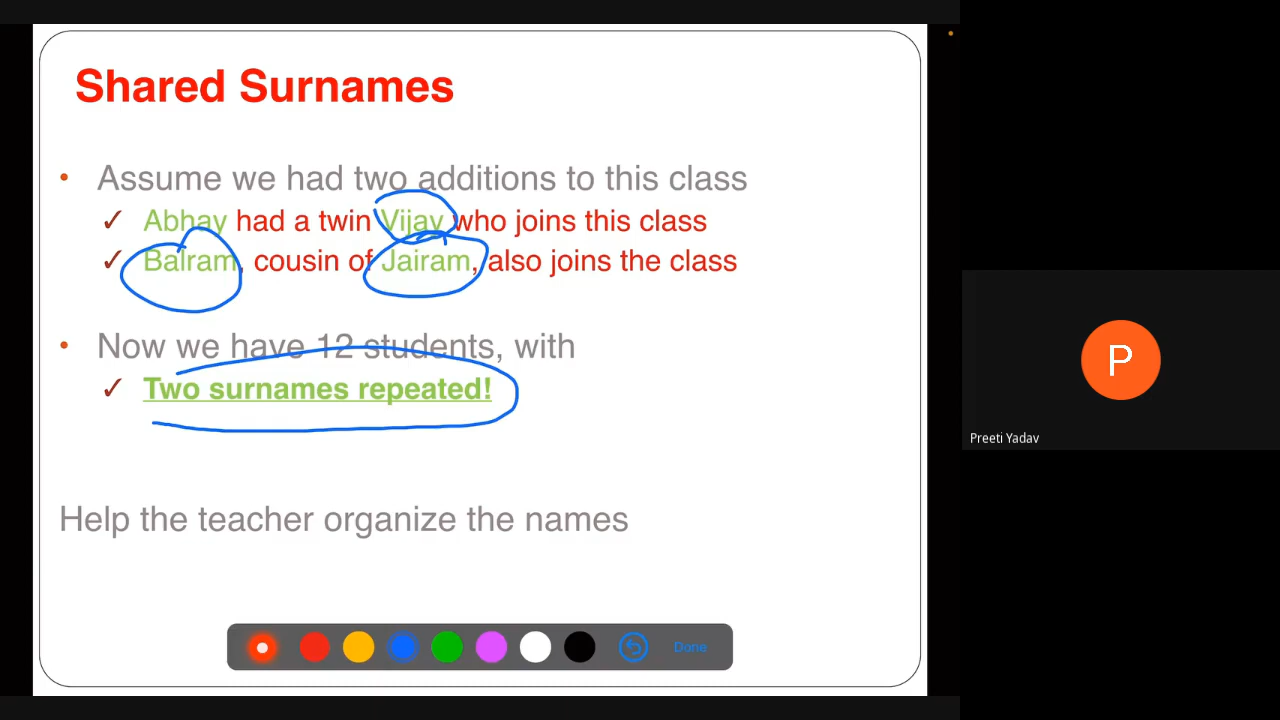 Shared Surnames
• Assume we had two additions to this class
✓ Abhay had a twin Vijay who joins this class
✓ Balram, cousin of Jairam, also joins the class
• Now we have 12 students, with
✓ Two surnames repeated!
Help the teacher organize the names
Done
P
Preeti Yadav